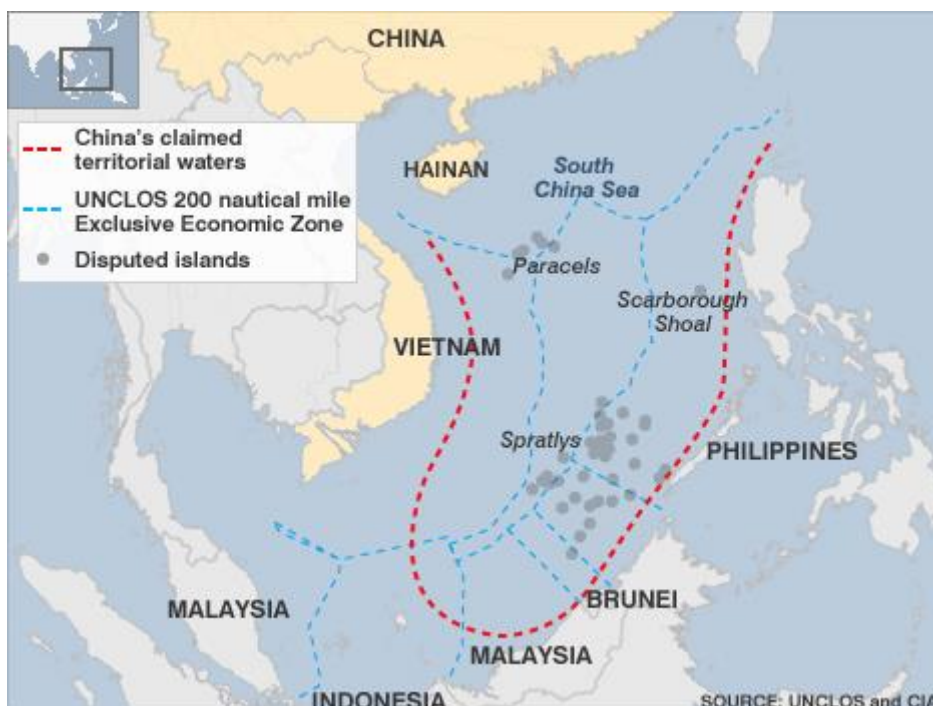 CHINA
China's claimed
territorial waters
UNCLOS 200 nautical mile
Exclusive Economic Zone
Disputed islands
HAINAN
South
China Sea
Paracels
Scarborough
Shoal
VIETNAM
Spratlys
PHILIPPINES
MALAYSIA
BRUNEI
MALAYSIA
INDONESIA
SOURCE: UNCLOS and CIA